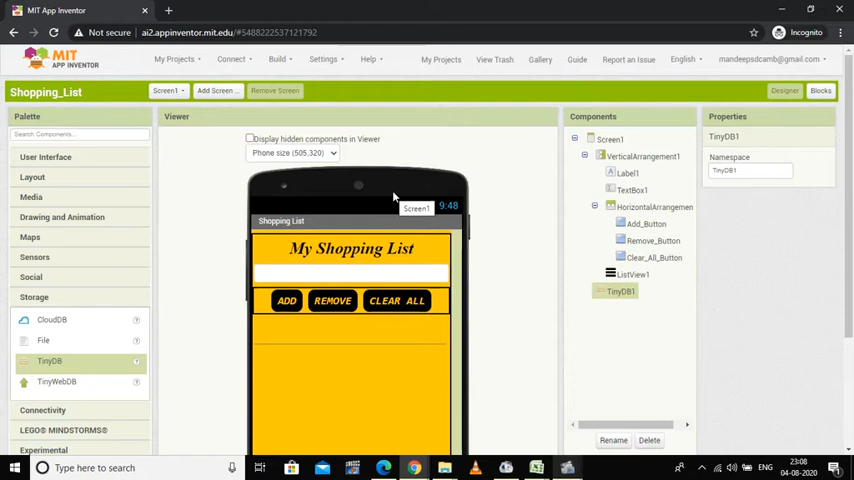 MIT App Inventor
Not secure
ai2.appinventor.mit.edu/#5488222537121792
Incognito
MIT
APP INVENTOR
My Projects
Connect
Build
Settings
Help
My Projects
View Trash
Gallery
Guide
Report an Issue
English
mandeepsdcamb@gmail.com
Shopping_List
Screen1
Add Screen ...
Remove Screen
Designer
Blocks
Palette
Viewer
Components
Properties
Search Components...
User Interface
Layout
Media
Drawing and Animation
Maps
Sensors
Social
Storage
CloudDB
File
TinyDB
TinyWebDB
Connectivity
LEGO® MINDSTORMS®
Experimental
Display hidden components in Viewer
Phone size (505,320)
Screen1
9:48
Shopping List
My Shopping List
ADD
REMOVE
CLEAR ALL
Screen1
VerticalArrangement1
Label1
TextBox1
HorizontalArrangemen
Add_Button
Remove_Button
Clear_All_Button
ListView1
TinyDB1
Rename
Delete
TinyDB1
Namespace
TinyDB1
Type here to search
ENG
23:08
04-08-2020